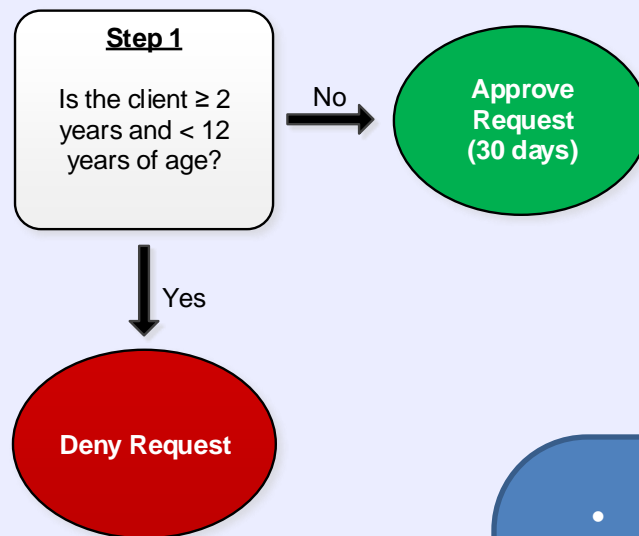 Step 1
Is the client ≥ 2
years and < 12
years of age?
No
Approve
Request
(30 days)
Yes
Deny Request
•